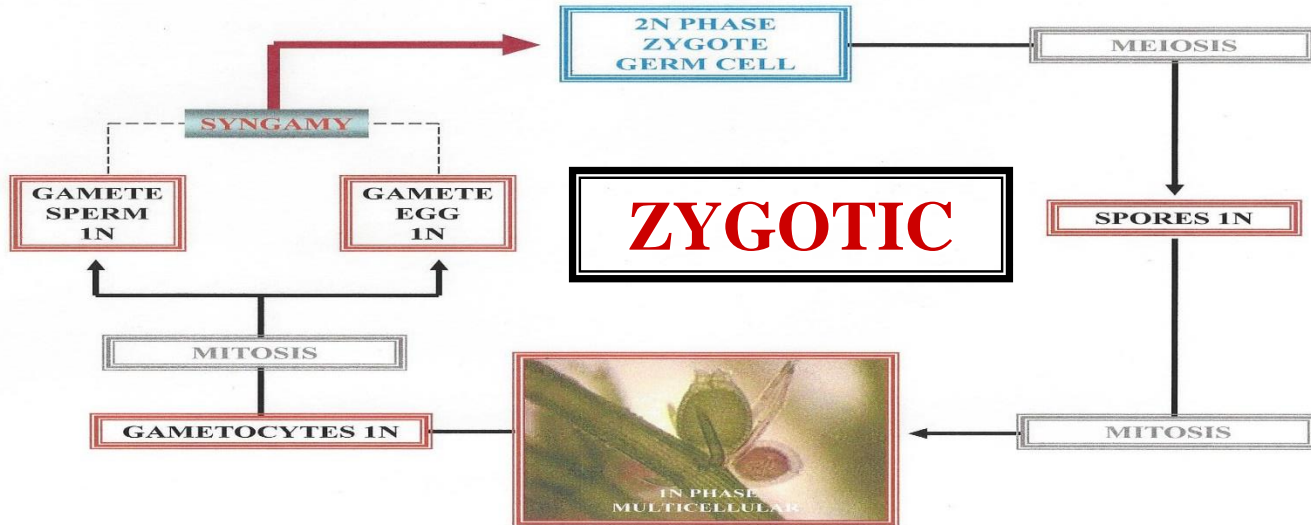 2N PHASE
ZYGOTE
GERM CELL
MEIOSIS
SYNGAMY
GAMETE
SPERM
1N
GAMETE
EGG
1N
ZYGOTIC
SPORES 1N
MITOSIS
GAMETOCYTES 1N
1N PHASE
MULTICELLULAR
MITOSIS